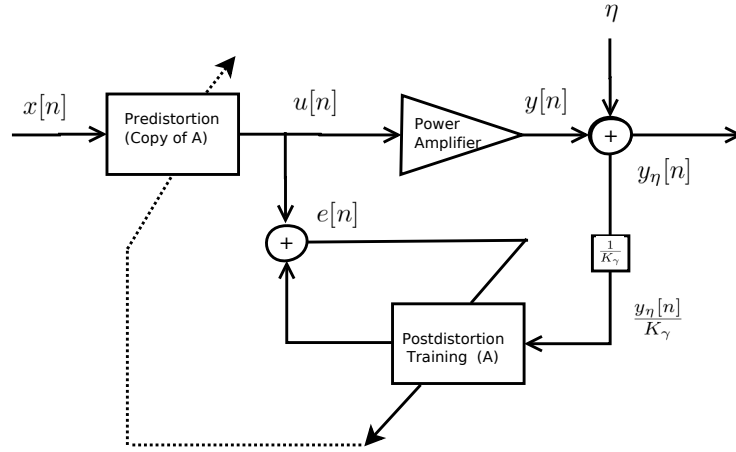 η
x[n]
Predistortion
(Copy of A)
u[n]
Power
Amplifier
y[n]
+
y_η[n]
e[n]
+
1/K_γ
y_η[n]/K_γ
Postdistortion
Training (A)